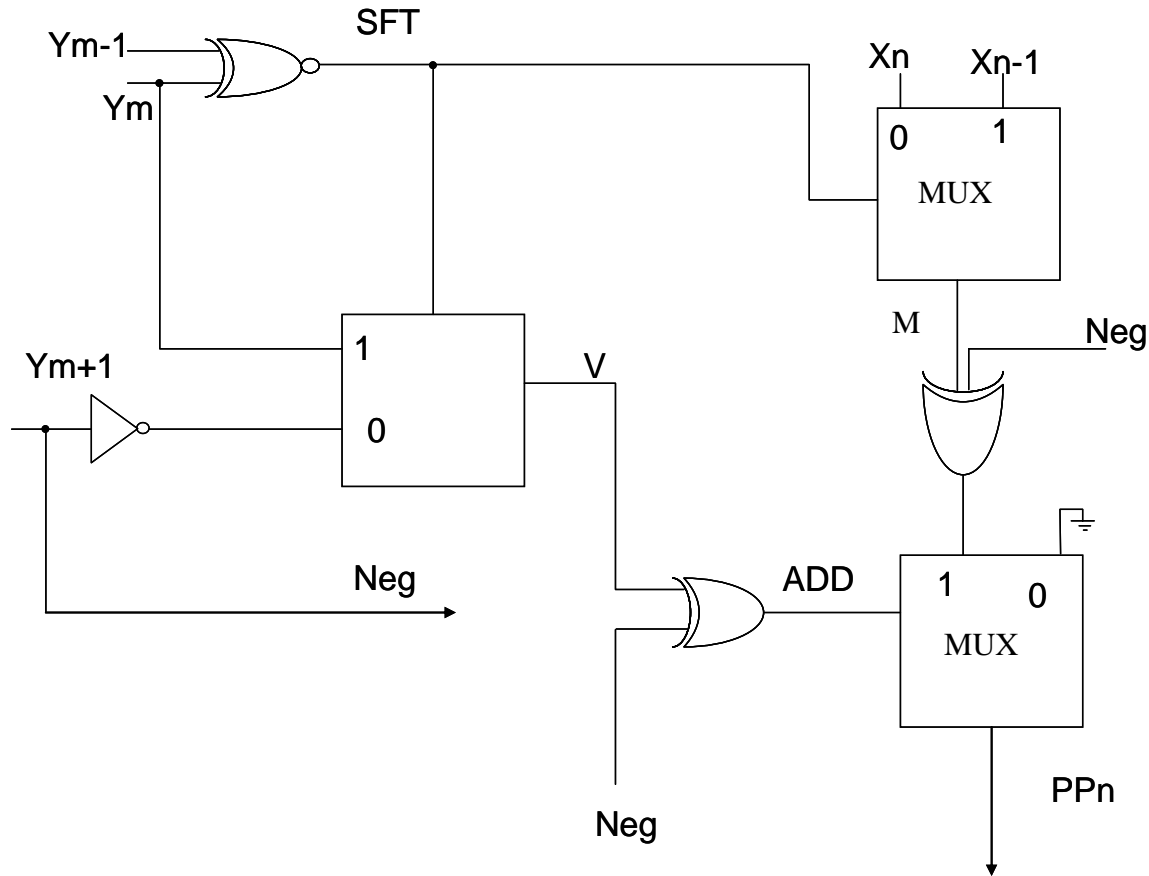 SFT
Ym-1
Ym
Xn
Xn-1
0
1
MUX
M
Neg
1
Ym+1
V
0
Neg
ADD
1
0
MUX
PPn
Neg